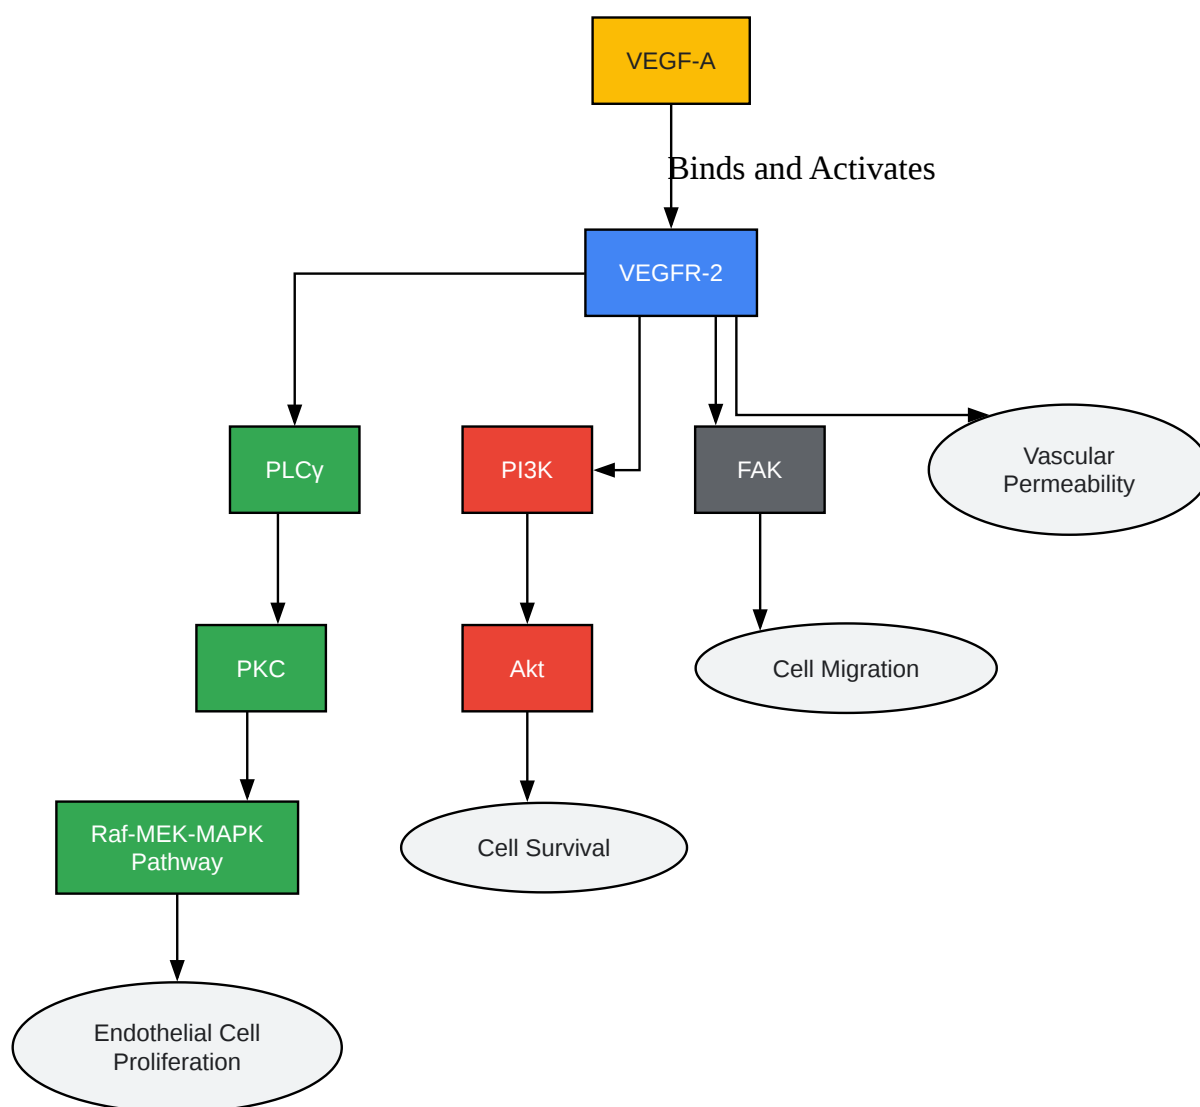 VEGF-A
Binds and Activates
VEGFR-2
PLCγ
PI3K
FAK
Vascular
Permeability
PKC
Akt
Cell Migration
Raf-MEK-MAPK
Pathway
Cell Survival
Endothelial Cell
Proliferation